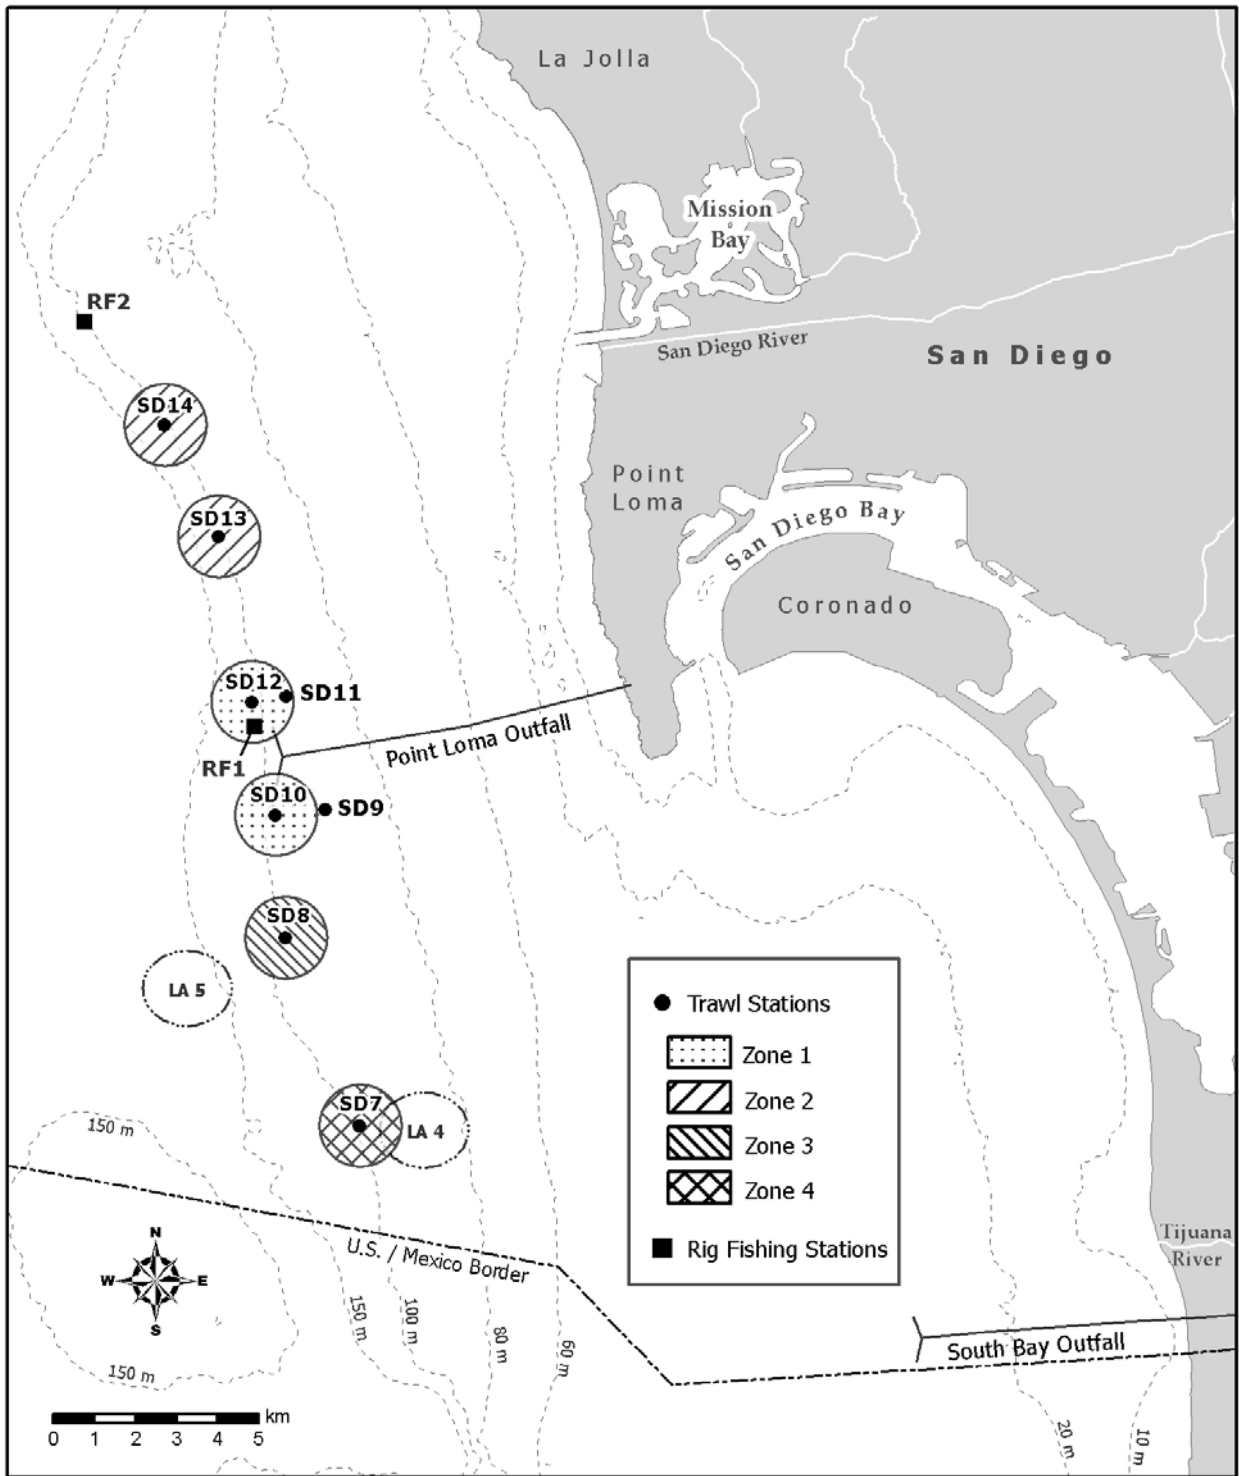 La Jolla
Mission
Bay
RF2
San Diego River
San Diego
SD14
Point
Loma
SD13
San Diego Bay
Coronado
SD12
SD11
Point Loma Outfall
RF1
SD10
SD9
SD8
LA 5
Trawl Stations
Zone 1
Zone 2
Zone 3
Zone 4
Rig Fishing Stations
SD7
LA 4
150 m
U.S. / Mexico Border
Tijuana
River
N
W
E
S
150 m
100 m
80 m
60 m
South Bay Outfall
150 m
20 m
10 m
km
0 1 2 3 4 5